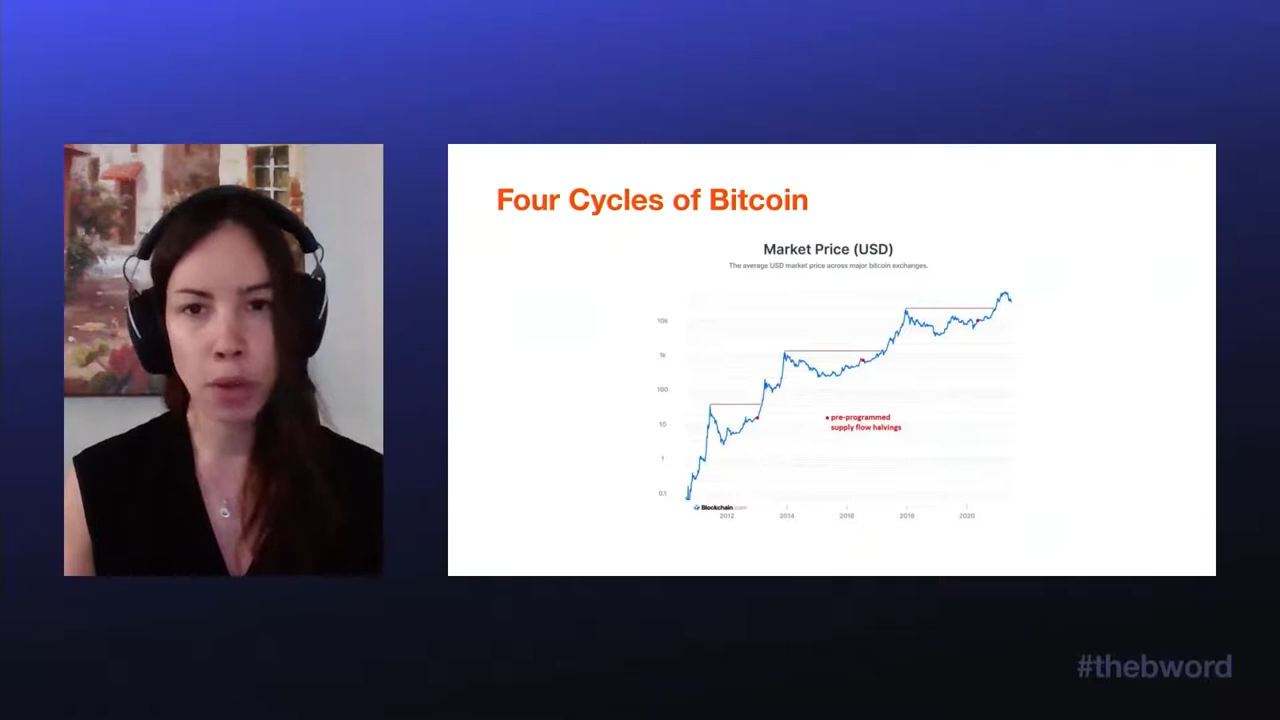 Four Cycles of Bitcoin
Market Price (USD)
The average USD market price across major bitcoin exchanges.
10k
1k
100
10
1
0.1
• pre-programmed
supply flow halvings
Blockchain.com
2012
2014
2016
2018
2020
#thebword